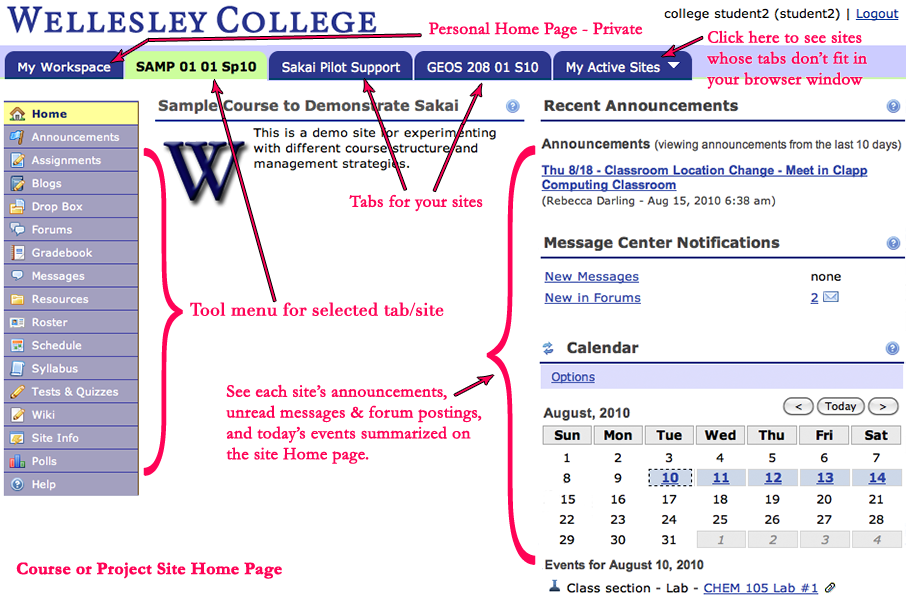 WELLESLEY COLLEGE
college student2 (student2) | Logout
Personal Home Page - Private
Click here to see sites
whose tabs don't fit in
your browser window
My Workspace
SAMP 01 01 Sp10
Sakai Pilot Support
GEOS 208 01 S10
My Active Sites
Home
Announcements
Assignments
Blogs
Drop Box
Forums
Gradebook
Messages
Resources
Roster
Schedule
Syllabus
Tests & Quizzes
Wiki
Site Info
Polls
Help
Sample Course to Demonstrate Sakai
W
This is a demo site for experimenting
with different course structure and
management strategies.
Tabs for your sites
Tool menu for selected tab/site
See each site's announcements,
unread messages & forum postings,
and today's events summarized on
the site Home page.
Recent Announcements
Announcements (viewing announcements from the last 10 days)
Thu 8/18 - Classroom Location Change - Meet in Clapp
Computing Classroom
(Rebecca Darling - Aug 15, 2010 6:38 am)
Message Center Notifications
New Messages none
New in Forums 2
Calendar
Options
August, 2010 < Today >
Sun Mon Tue Wed Thu Fri Sat
1 2 3 4 5 6 7
8 9 10 11 12 13 14
15 16 17 18 19 20 21
22 23 24 25 26 27 28
29 30 31 1 2 3 4
Events for August 10, 2010
Class section - Lab - CHEM 105 Lab #1
Course or Project Site Home Page